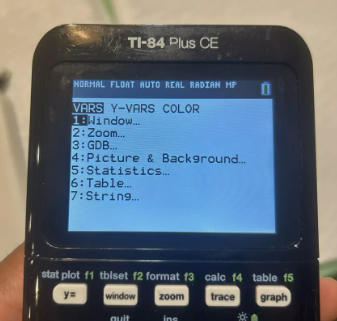 TI-84 Plus CE
NORMAL FLOAT AUTO REAL RADIAN MP
VARS Y-VARS COLOR
1:Window…
2:Zoom…
3:GDB…
4:Picture & Background…
5:Statistics…
6:Table…
7:String…
stat plot f1 tblset f2 format f3 calc f4 table f5
y= window zoom trace graph
quit ins